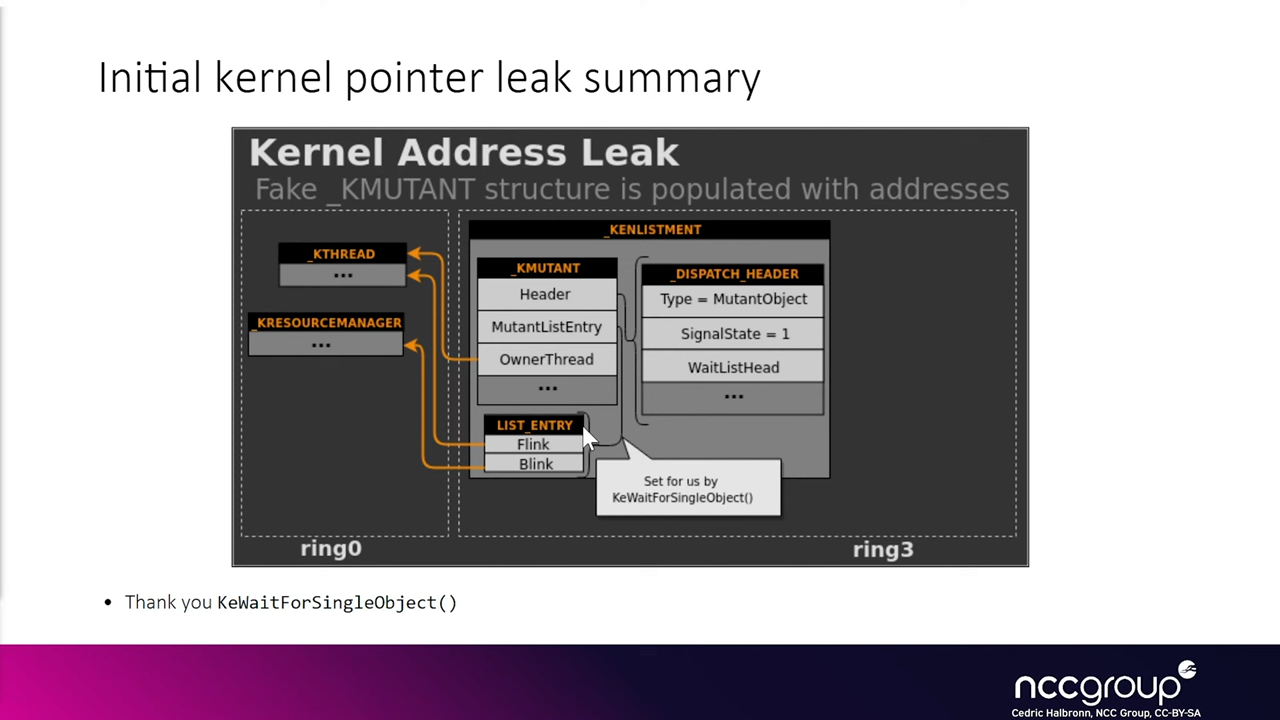 Initial kernel pointer leak summary
Kernel Address Leak
Fake _KMUTANT structure is populated with addresses
_KTHREAD
...
_KRESOURCEMANAGER
...
_KENLISTMENT
_KMUTANT
Header
MutantListEntry
OwnerThread
...
LIST_ENTRY
Flink
Blink
_DISPATCH_HEADER
Type = MutantObject
SignalState = 1
WaitListHead
...
Set for us by
KeWaitForSingleObject()
ring0
ring3
• Thank you KeWaitForSingleObject()
nccgroup
Cedric Halbronn, NCC Group, CC-BY-SA